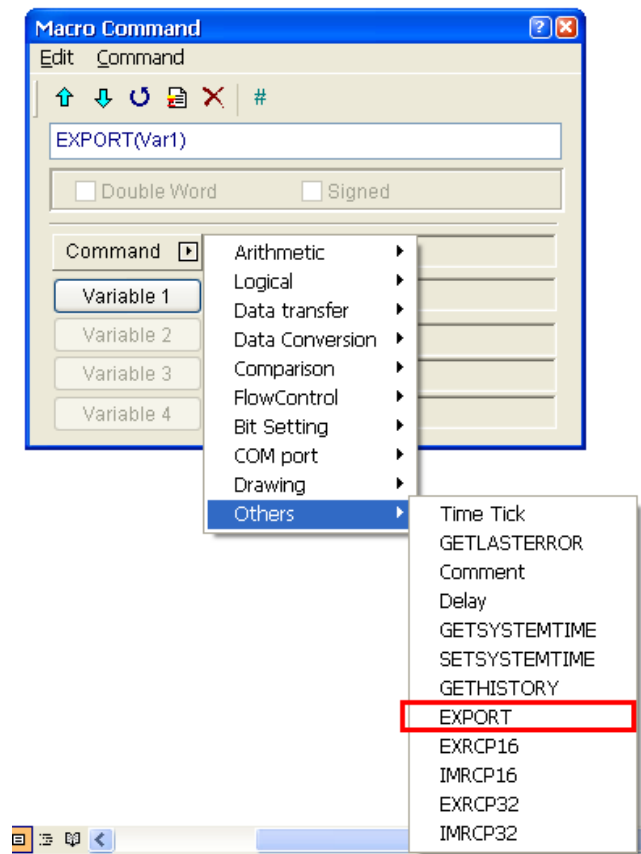 Macro Command
Edit Command
#
EXPORT(Var1)
Double Word Signed
Command
Variable 1
Variable 2
Variable 3
Variable 4
Arithmetic
Logical
Data transfer
Data Conversion
Comparison
FlowControl
Bit Setting
COM port
Drawing
Others
Time Tick
GETLASTERROR
Comment
Delay
GETSYSTEMTIME
SETSYSTEMTIME
GETHISTORY
EXPORT
EXRCP16
IMRCP16
EXRCP32
IMRCP32